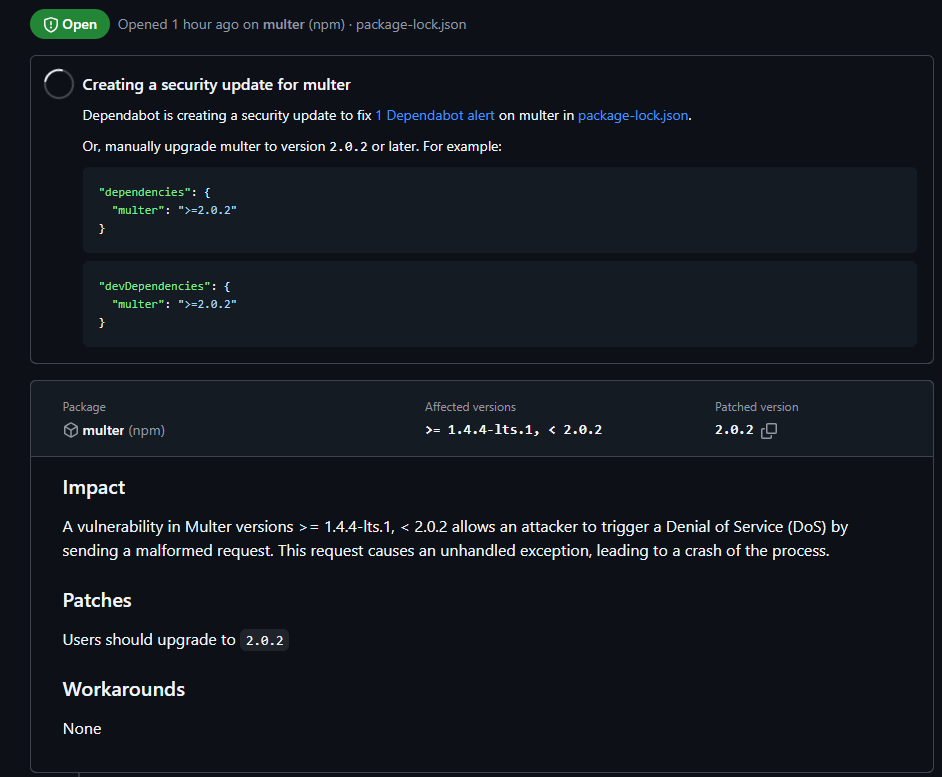 Open Opened 1 hour ago on multer (npm) · package-lock.json
Creating a security update for multer
Dependabot is creating a security update to fix 1 Dependabot alert on multer in package-lock.json.
Or, manually upgrade multer to version 2.0.2 or later. For example:
"dependencies": {
  "multer": ">=2.0.2"
}
"devDependencies": {
  "multer": ">=2.0.2"
}
Package
multer (npm)
Affected versions
>= 1.4.4-lts.1, < 2.0.2
Patched version
2.0.2
Impact
A vulnerability in Multer versions >= 1.4.4-lts.1, < 2.0.2 allows an attacker to trigger a Denial of Service (DoS) by
sending a malformed request. This request causes an unhandled exception, leading to a crash of the process.
Patches
Users should upgrade to 2.0.2
Workarounds
None